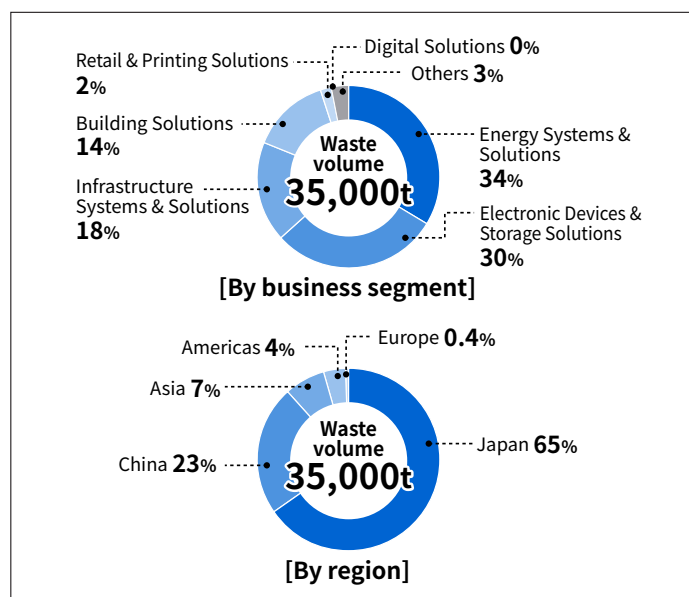 Digital Solutions 0%
Retail & Printing Solutions
2%
Others 3%
Building Solutions
14%
Infrastructure
Systems & Solutions
18%
Waste
volume
35,000t
Energy Systems &
Solutions
34%
Electronic Devices &
Storage Solutions
30%
[By business segment]
Europe 0.4%
Americas 4%
Asia 7%
China 23%
Waste
volume
35,000t
Japan 65%
[By region]